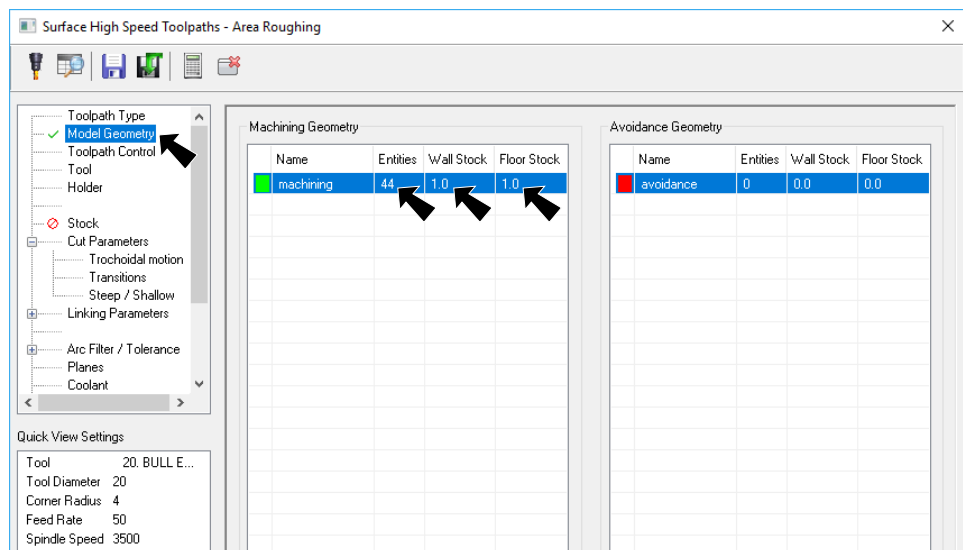 Surface High Speed Toolpaths - Area Roughing
Toolpath Type
Model Geometry
Toolpath Control
Tool
Holder
Stock
Cut Parameters
Trochoidal motion
Transitions
Steep / Shallow
Linking Parameters
Arc Filter / Tolerance
Planes
Coolant
Quick View Settings
Tool 20. BULL E...
Tool Diameter 20
Corner Radius 4
Feed Rate 50
Spindle Speed 3500
Machining Geometry
Name Entities Wall Stock Floor Stock
machining 44 1.0 1.0
Avoidance Geometry
Name Entities Wall Stock Floor Stock
avoidance 0 0.0 0.0